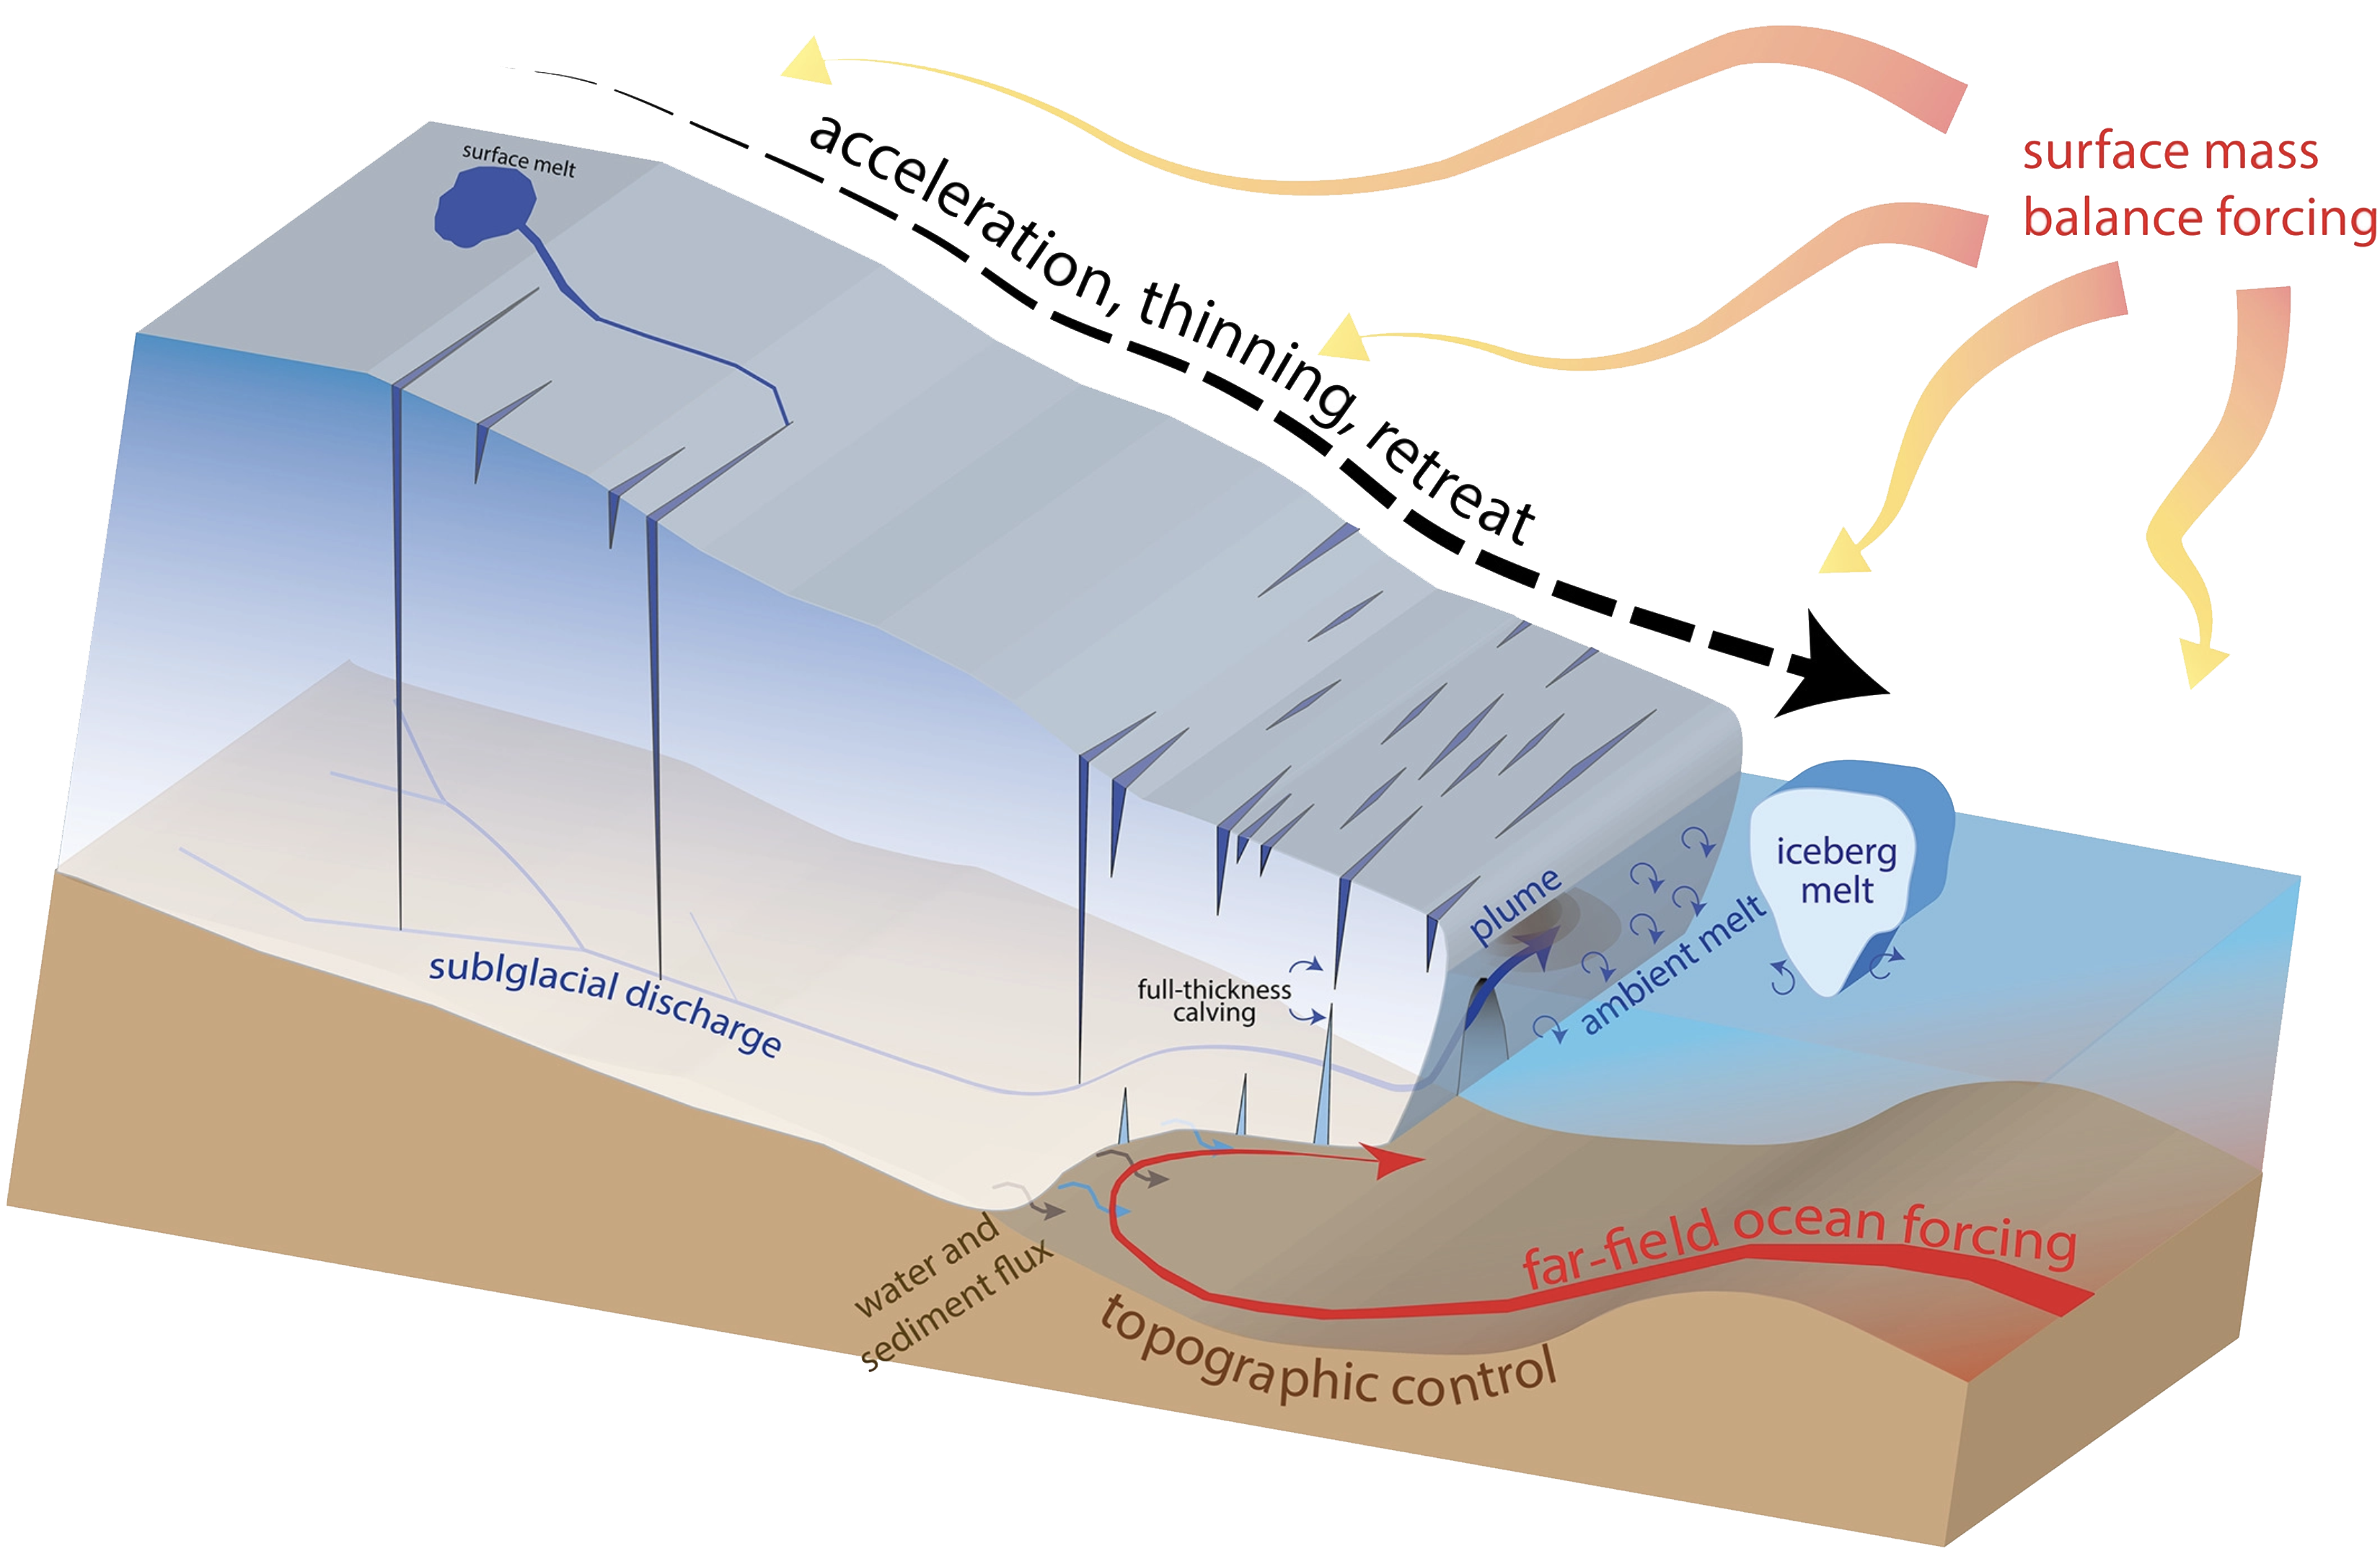 surface melt
acceleration, thinning, retreat
surface mass
balance forcing
iceberg
melt
plume
ambient melt
full-thickness
calving
sublglacial discharge
water and
sediment flux
far-field ocean forcing
topographic control